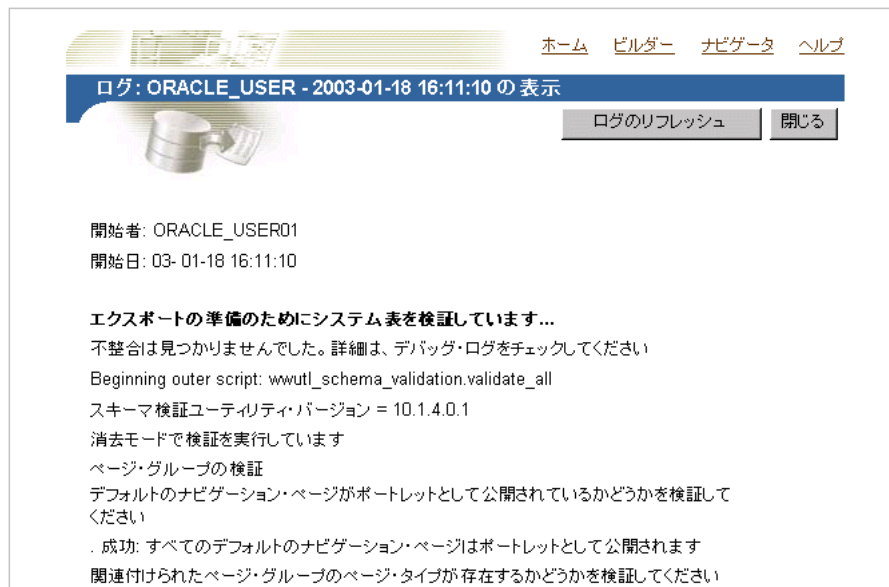 ホーム ビルダー ナビゲータ ヘルプ
ログ: ORACLE_USER - 2003-01-18 16:11:10 の表示
ログのリフレッシュ 閉じる
開始者: ORACLE_USER01
開始日: 03- 01-18 16:11:10
エクスポートの準備のためにシステム表を検証しています...
不整合は見つかりませんでした。詳細は、デバッグ・ログをチェックしてください
Beginning outer script: wwutl_schema_validation.validate_all
スキーマ検証ユーティリティ・バージョン = 10.1.4.0.1
消去モードで検証を実行しています
ページ・グループの検証
デフォルトのナビゲーション・ページがポートレットとして公開されているかどうかを検証して
ください
. 成功: すべてのデフォルトのナビゲーション・ページはポートレットとして公開されます
関連付けられたページ・グループのページ・タイプが存在するかどうかを検証してください